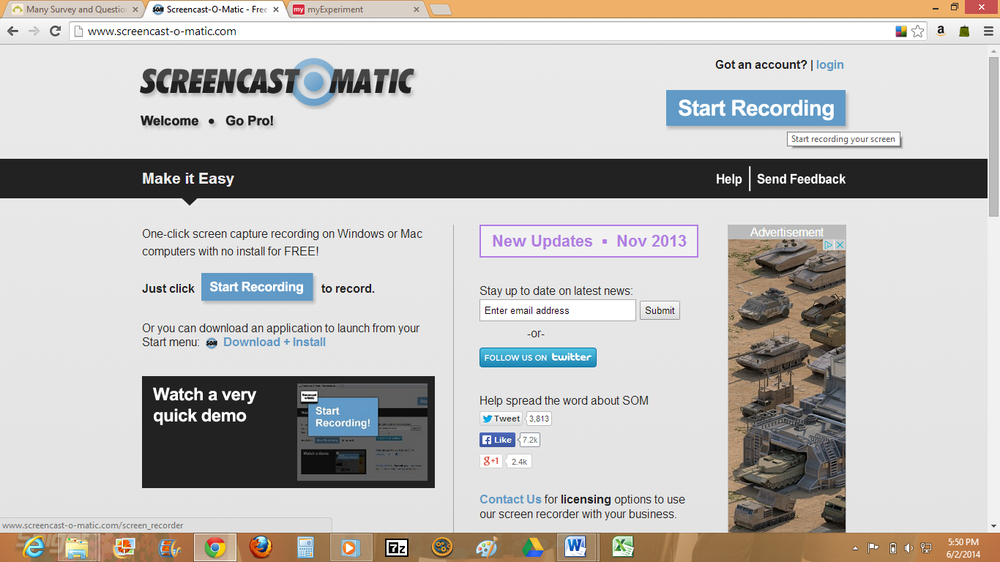 Many Survey and Question
Screencast-O-Matic - Free
myExperiment
www.screencast-o-matic.com
SCREENCAST O MATIC
Got an account? | login
Start Recording
Welcome • Go Pro!
Start recording your screen
Make it Easy
Help
Send Feedback
One-click screen capture recording on Windows or Mac
computers with no install for FREE!
Just click Start Recording to record.
Or you can download an application to launch from your
Start menu: SOM Download + Install
Watch a very
quick demo
Start
Recording!
New Updates ▪ Nov 2013
Stay up to date on latest news:
Enter email address
Submit
-or-
FOLLOW US ON twitter
Help spread the word about SOM
Tweet 3,813
Like 7.2k
g+1 2.4k
Contact Us for licensing options to use
our screen recorder with your business.
Advertisement
www.screencast-o-matic.com/screen_recorder
7z
5:50 PM
6/2/2014